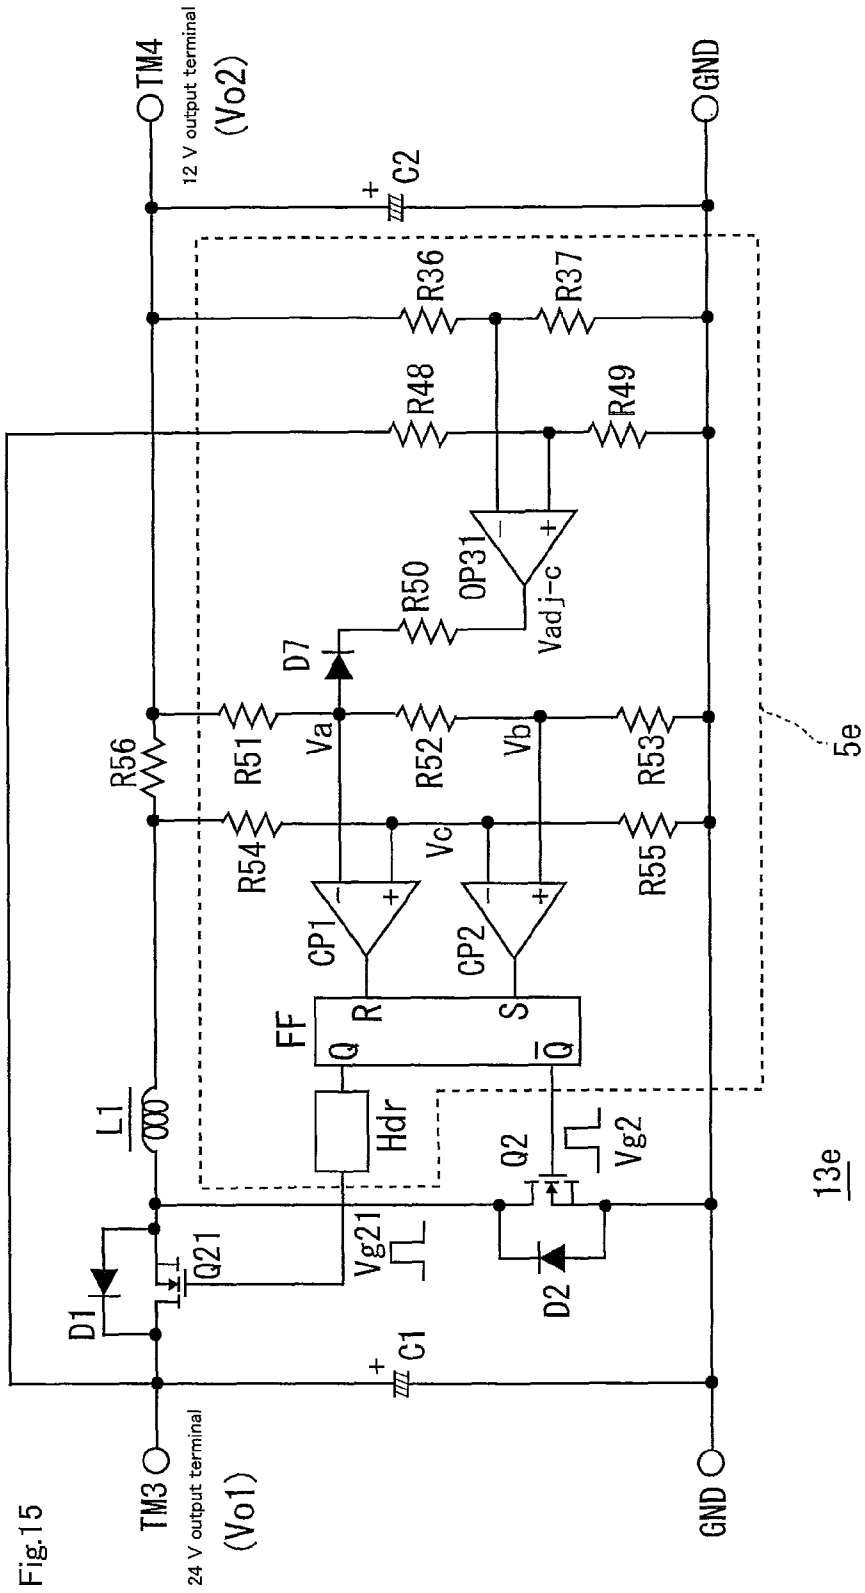 Fig.15
TM3
24 V output terminal
(Vo1)
TM4
12 V output terminal
(Vo2)
D1
Q21
L1
R56
Vg21
Hdr
FF
Q
R
Q̅
S
CP1
−
+
CP2
−
+
R54
Vc
R55
R51
Va
R52
Vb
R53
D7
R50
Vadj-c
OP31
−
+
R48
R49
R36
R37
+
C1
+
C2
D2
Q2
Vg2
GND
GND
5e
13e